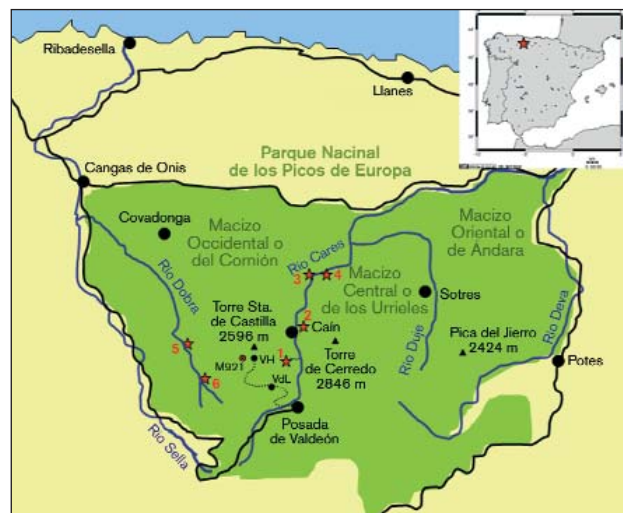 Ribadesella
Llanes
Cangas de Onis
Parque Nacinal
de los Picos de Europa
Covadonga
Macizo
Occidental o
del Cornión
Macizo
Oriental o
de Andara
Río Cares
3
4
Macizo
Central o
de los Urrieles
Río Dobra
Sotres
Río Deva
Torre Sta.
de Castilla
2596 m
2
Caín
Río Duje
Pica del Jierro
2424 m
5
M921
VH
1
Torre
de Cerredo
2846 m
Potes
6
VdL
Posada
de Valdeón
Río Sella